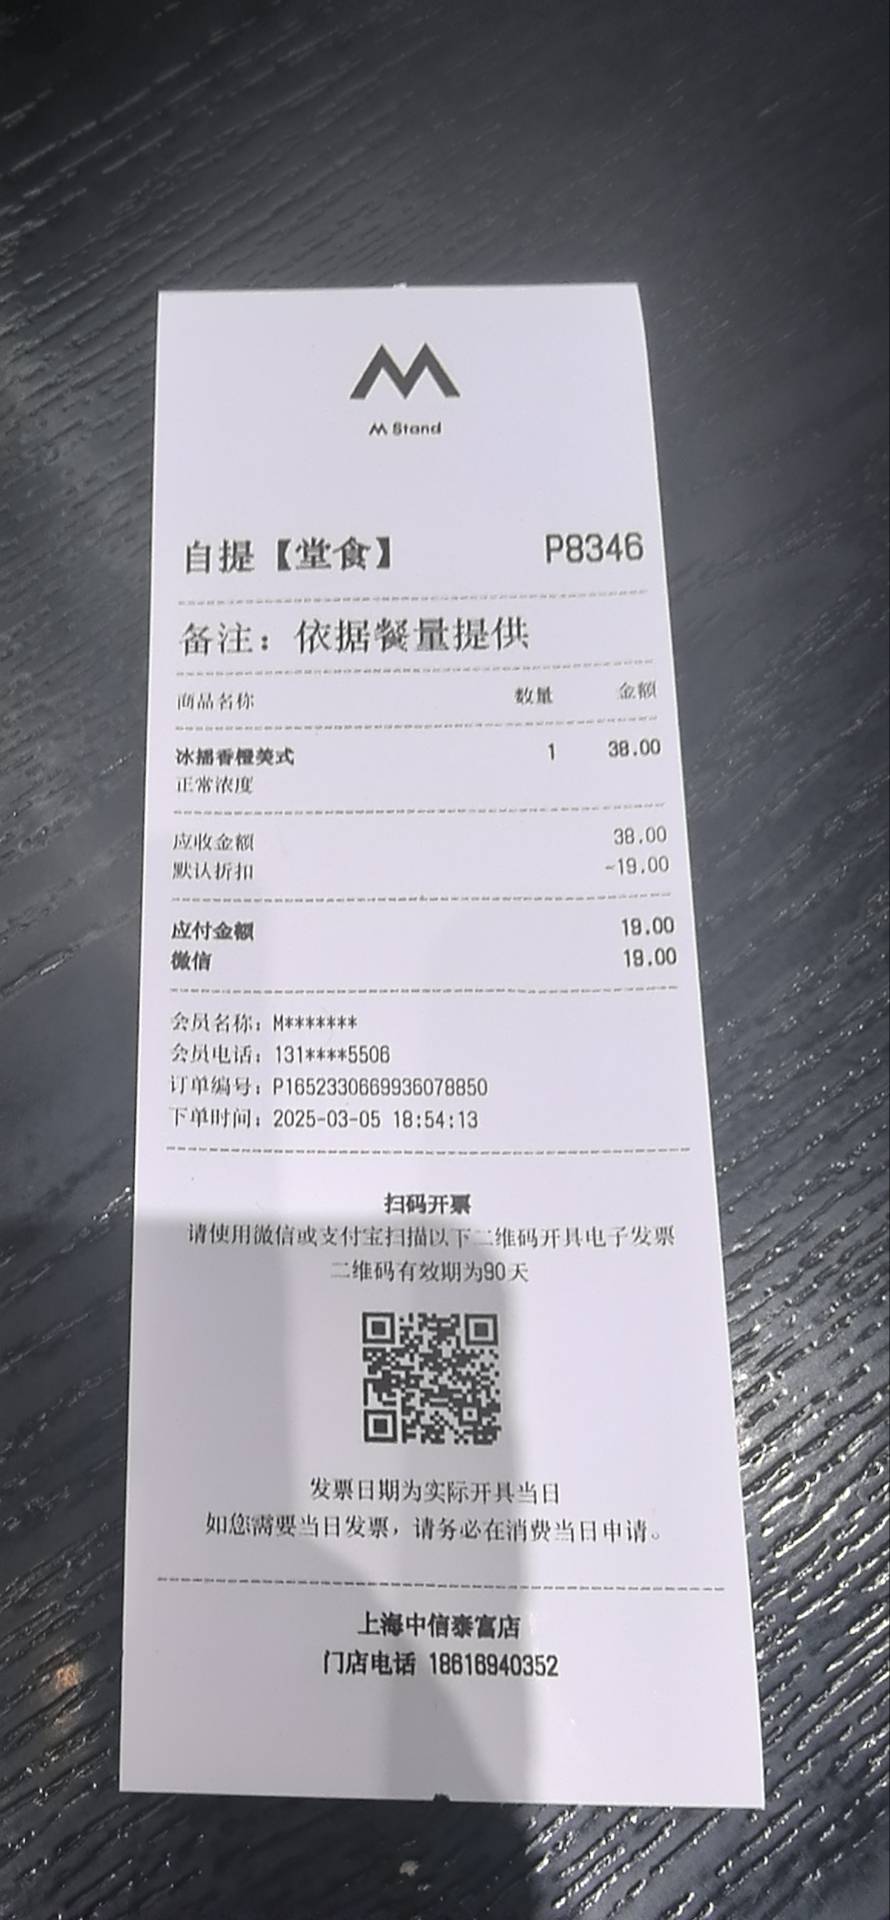 M Stand
自提【堂食】 P8346
备注：依据餐量提供
商品名称 数量 金额
冰摇香橙美式 1 38.00
正常浓度
应收金额 38.00
默认折扣 -19.00
应付金额 19.00
微信 19.00
会员名称：M*******
会员电话：131****5506
订单编号：P1652330669936078850
下单时间：2025-03-05 18:54:13
扫码开票
请使用微信或支付宝扫描以下二维码开具电子发票
二维码有效期为90天
发票日期为实际开具当日
如您需要当日发票，请务必在消费当日申请。
上海中信泰富店
门店电话 18616940352